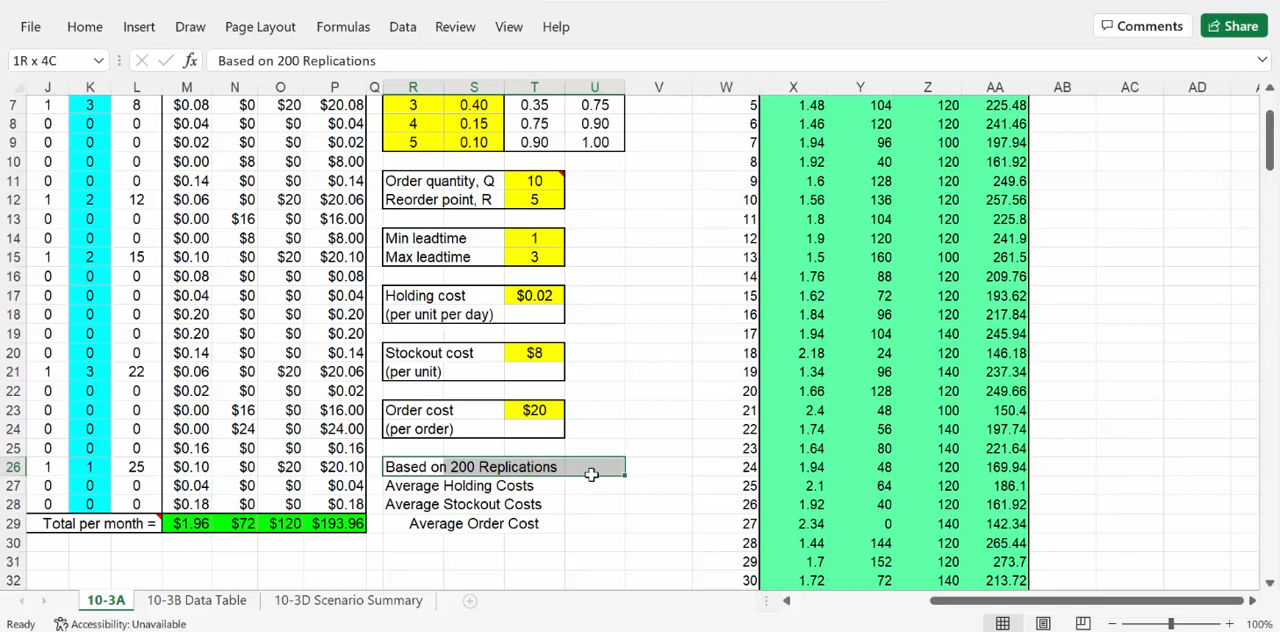 File Home Insert Draw Page Layout Formulas Data Review View Help Comments Share
1R x 4C fx Based on 200 Replications
J K L M N O P Q R S T U V W X Y Z AA AB AC AD
7 1 3 8 $0.08 $0 $20 $20.08 3 0.40 0.35 0.75 5 1.48 104 120 225.48
8 0 0 0 $0.04 $0 $0 $0.04 4 0.15 0.75 0.90 6 1.46 120 120 241.46
9 0 0 0 $0.02 $0 $0 $0.02 5 0.10 0.90 1.00 7 1.94 96 100 197.94
10 0 0 0 $0.00 $8 $0 $8.00 8 1.92 40 120 161.92
11 0 0 0 $0.14 $0 $0 $0.14 Order quantity, Q 10 9 1.6 128 120 249.6
12 1 2 12 $0.06 $0 $20 $20.06 Reorder point, R 5 10 1.56 136 120 257.56
13 0 0 0 $0.00 $16 $0 $16.00 11 1.8 104 120 225.8
14 0 0 0 $0.00 $8 $0 $8.00 Min leadtime 1 12 1.9 120 120 241.9
15 1 2 15 $0.10 $0 $20 $20.10 Max leadtime 3 13 1.5 160 100 261.5
16 0 0 0 $0.08 $0 $0 $0.08 14 1.76 88 120 209.76
17 0 0 0 $0.04 $0 $0 $0.04 Holding cost $0.02 15 1.62 72 120 193.62
18 0 0 0 $0.20 $0 $0 $0.20 (per unit per day) 16 1.84 96 120 217.84
19 0 0 0 $0.20 $0 $0 $0.20 17 1.94 104 140 245.94
20 0 0 0 $0.14 $0 $0 $0.14 Stockout cost $8 18 2.18 24 120 146.18
21 1 3 22 $0.06 $0 $20 $20.06 (per unit) 19 1.34 96 140 237.34
22 0 0 0 $0.02 $0 $0 $0.02 20 1.66 128 120 249.66
23 0 0 0 $0.00 $16 $0 $16.00 Order cost $20 21 2.4 48 100 150.4
24 0 0 0 $0.00 $24 $0 $24.00 (per order) 22 1.74 56 140 197.74
25 0 0 0 $0.16 $0 $0 $0.16 23 1.64 80 140 221.64
26 1 1 25 $0.10 $0 $20 $20.10 Based on 200 Replications 24 1.94 48 120 169.94
27 0 0 0 $0.04 $0 $0 $0.04 Average Holding Costs 25 2.1 64 120 186.1
28 0 0 0 $0.18 $0 $0 $0.18 Average Stockout Costs 26 1.92 40 120 161.92
29 Total per month = $1.96 $72 $120 $193.96 Average Order Cost 27 2.34 0 140 142.34
30 28 1.44 144 120 265.44
31 29 1.7 152 120 273.7
32 30 1.72 72 140 213.72
10-3A 10-3B Data Table 10-3D Scenario Summary
Ready Accessibility: Unavailable 100%